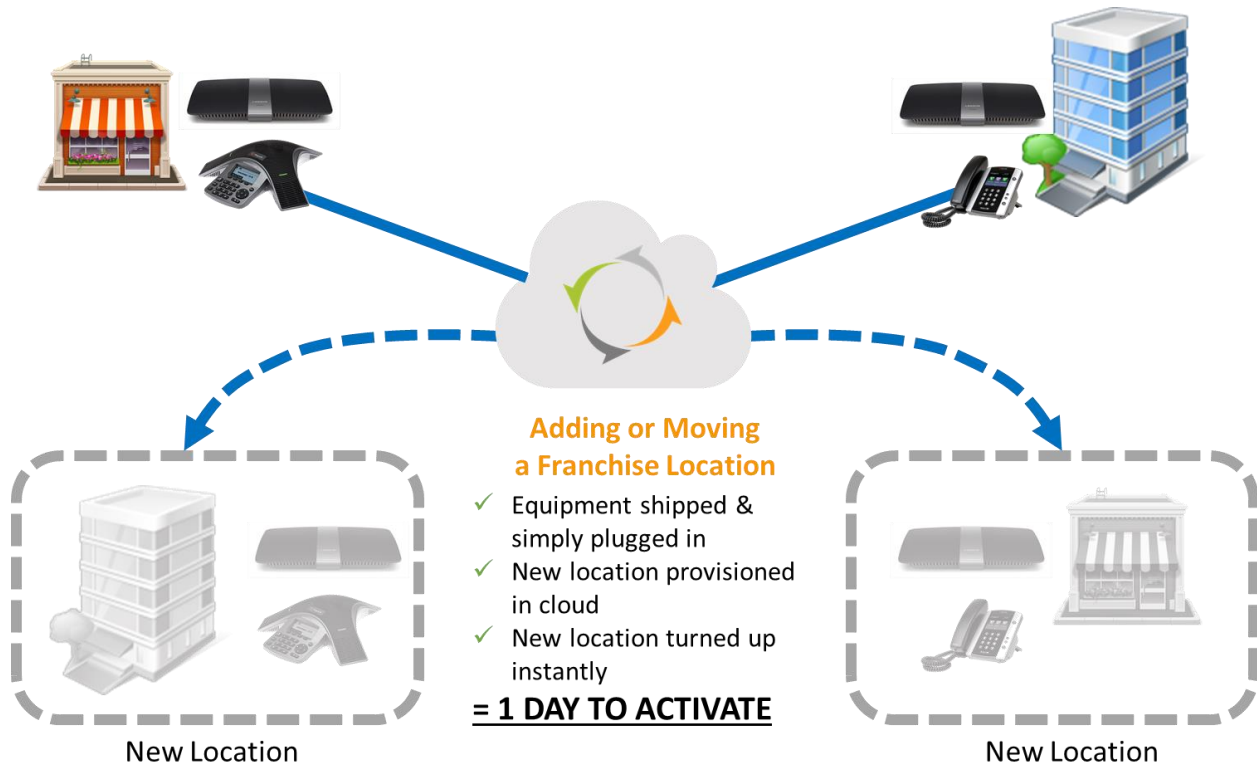 Adding or Moving
a Franchise Location
✓ Equipment shipped &
simply plugged in
✓ New location provisioned
in cloud
✓ New location turned up
instantly
= 1 DAY TO ACTIVATE
New Location
New Location